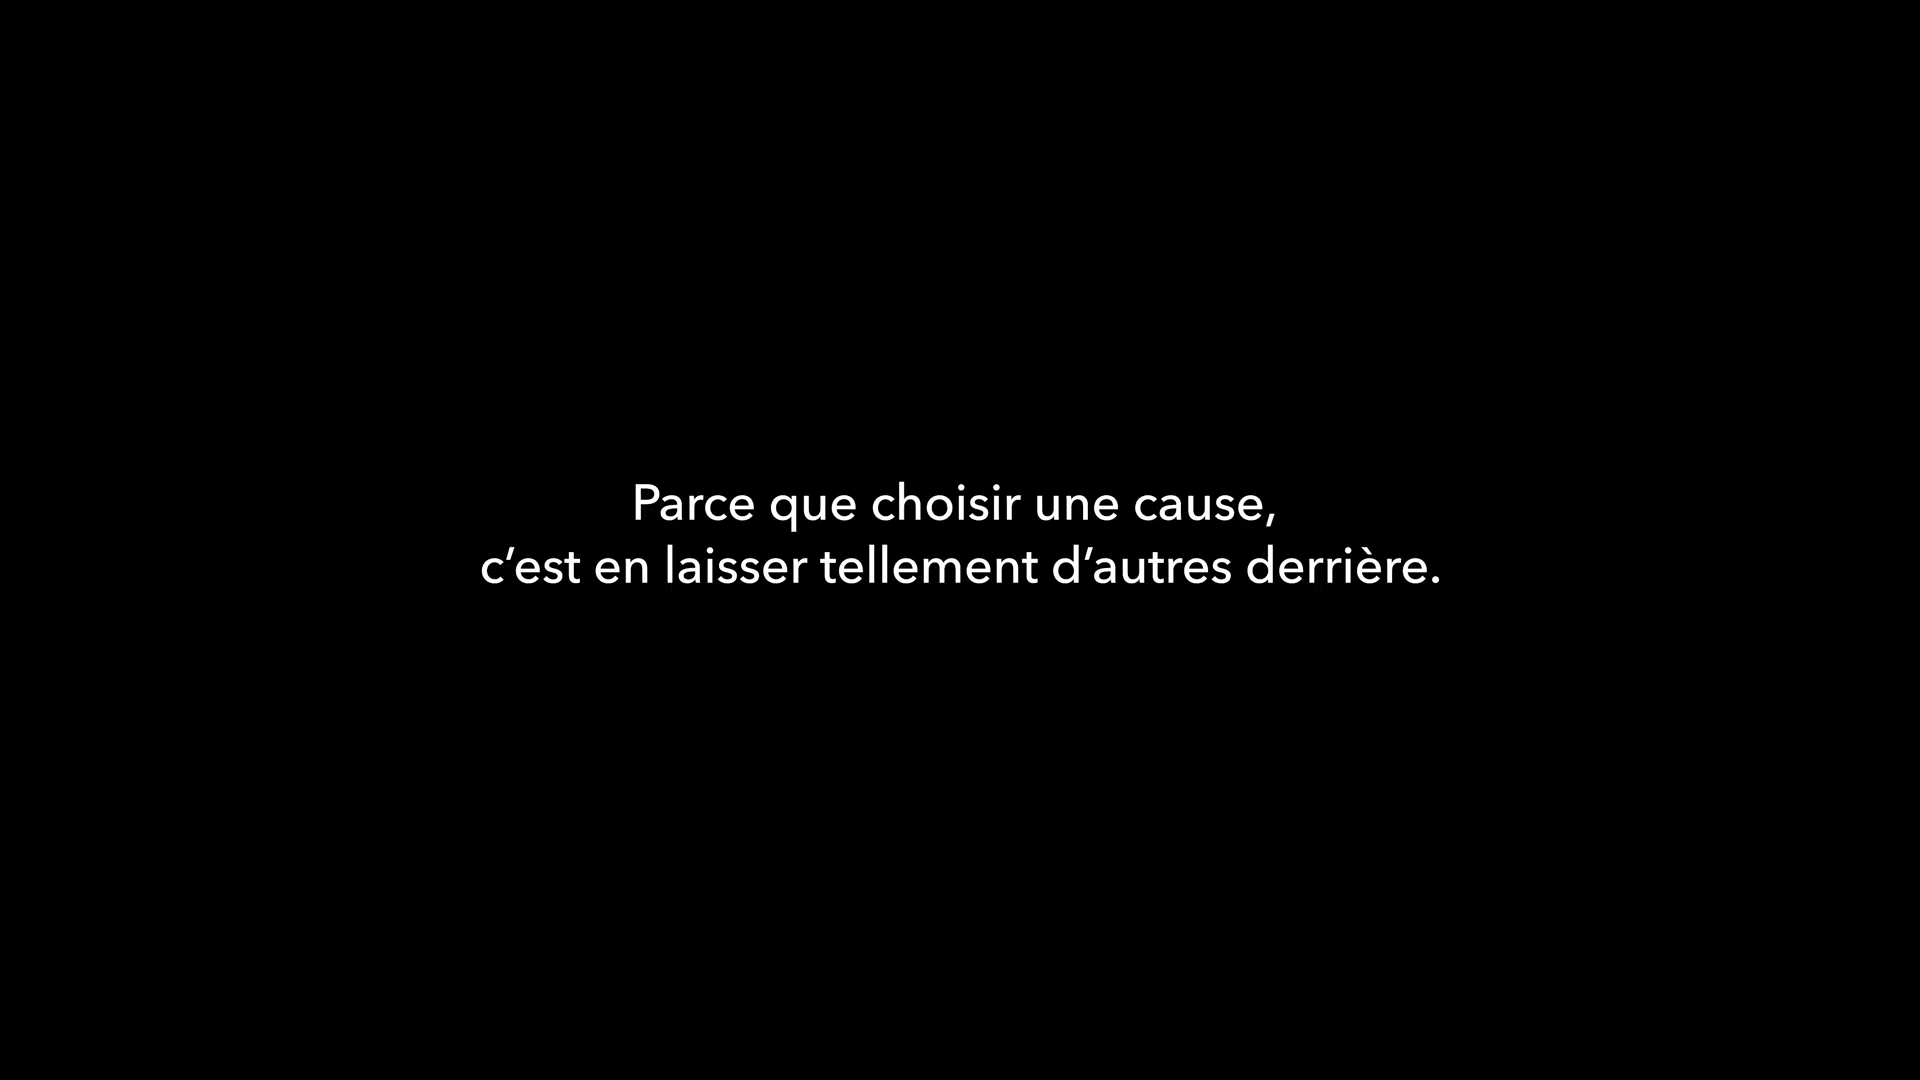 Parce que choisir une cause,
c’est en laisser tellement d’autres derrière.